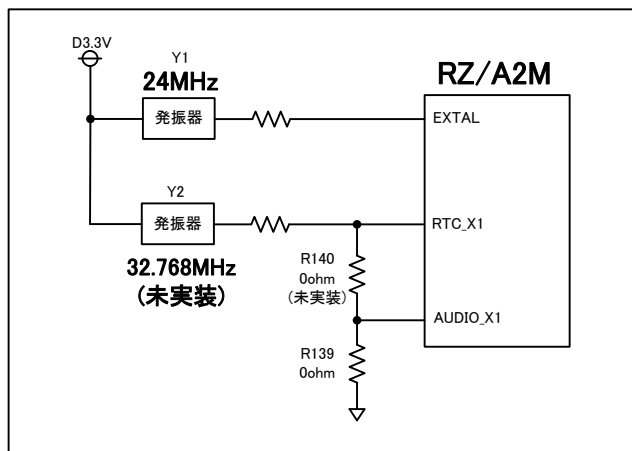 D3.3V
Y1
24MHz
発振器
RZ/A2M
EXTAL
Y2
発振器
32.768MHz
(未実装)
RTC_X1
R140
0ohm
(未実装)
AUDIO_X1
R139
0ohm